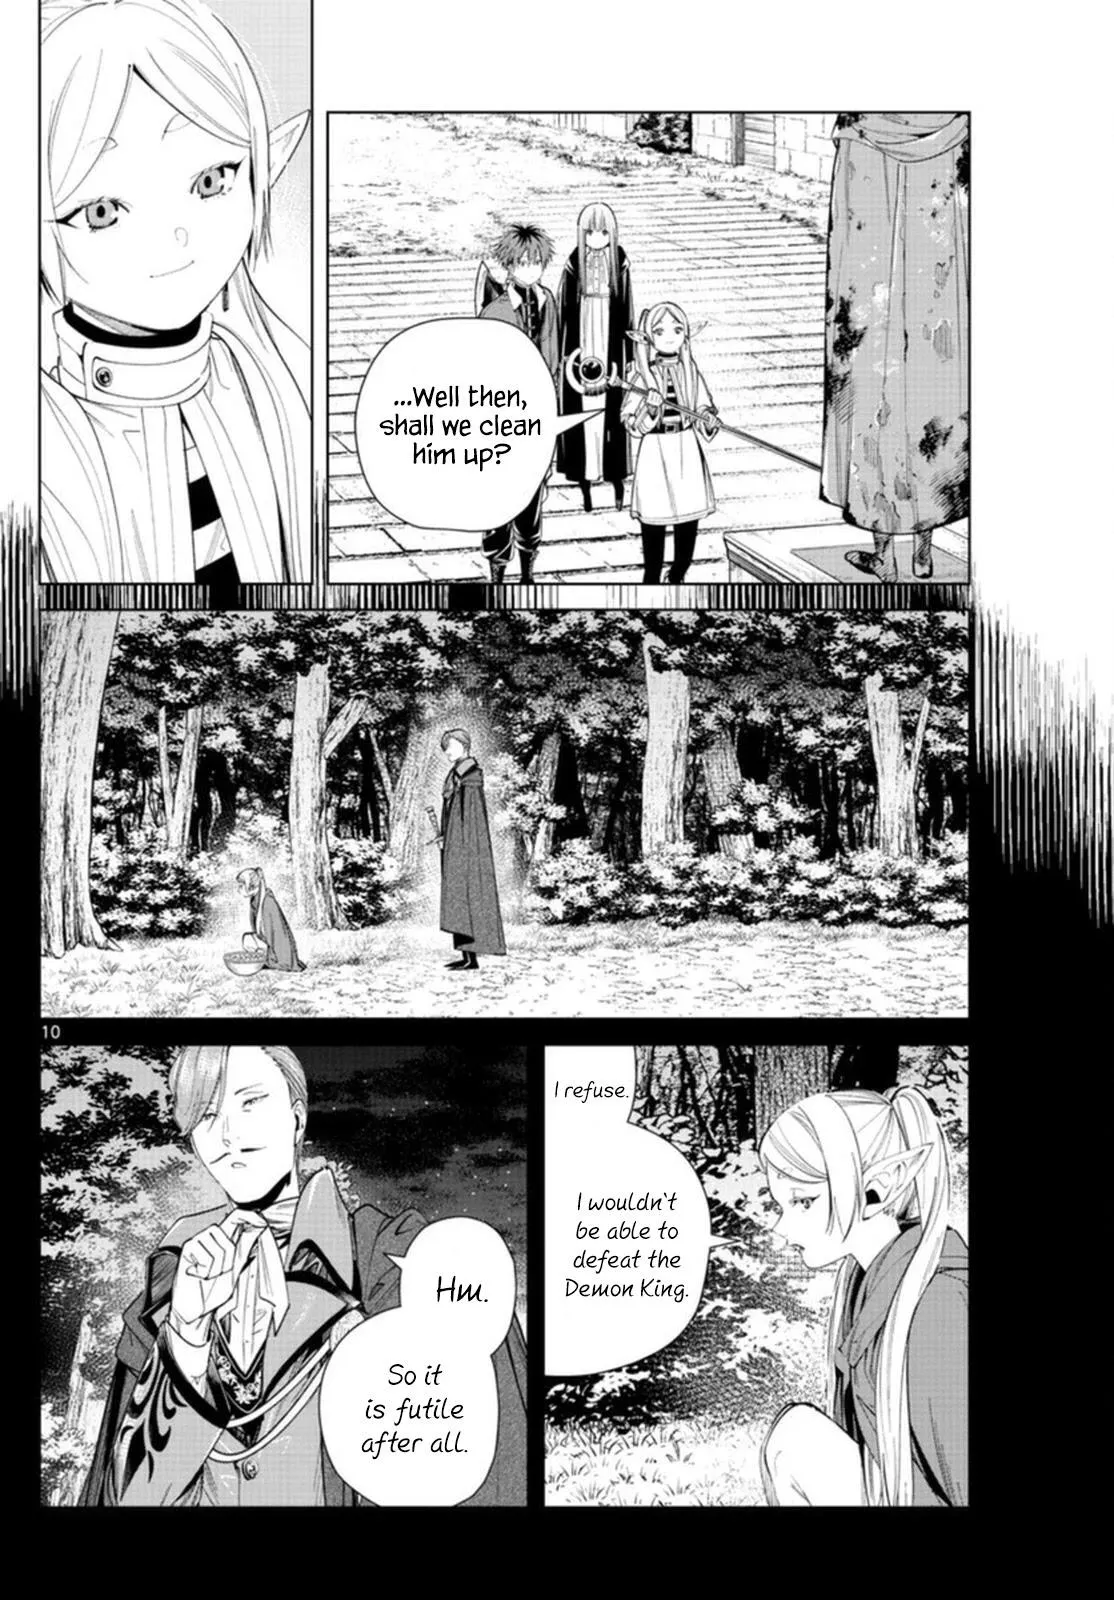 ...Well then,
shall we clean
him up?
I refuse.
I wouldn't
be able to
defeat the
Demon King.
Hm.
So it
is futile
after all.
10